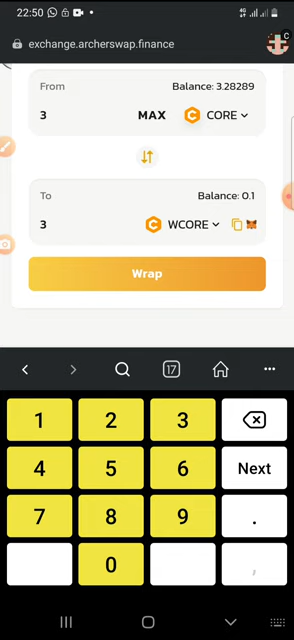 22:50
exchange.archerswap.finance
C
From Balance: 3.28289
3 MAX CORE
To Balance: 0.1
3 WCORE
Wrap
17
1 2 3
4 5 6 Next
7 8 9 .
0 ,